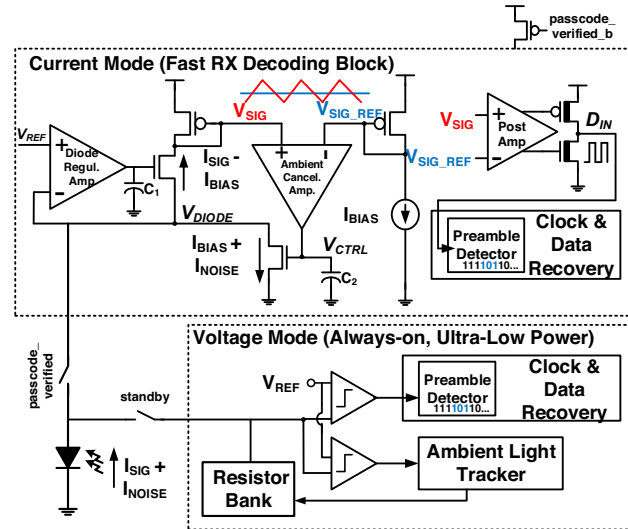 passcode_
verified_b
Current Mode (Fast RX Decoding Block)
VREF
+
-
Diode
Regul.
Amp
C1
ISIG -
IBIAS
VSIG
VSIG_REF
+
-
Ambient
Cancel.
Amp.
IBIAS
VDIODE
IBIAS +
INOISE
VCTRL
C2
VSIG
VSIG_REF
+
-
Post
Amp
DIN
Clock &
Data
Recovery
Preamble
Detector
11110110...
passcode_
verified
standby
ISIG +
INOISE
Voltage Mode (Always-on, Ultra-Low Power)
VREF
Preamble
Detector
11110110...
Clock &
Data
Recovery
Resistor
Bank
Ambient Light
Tracker